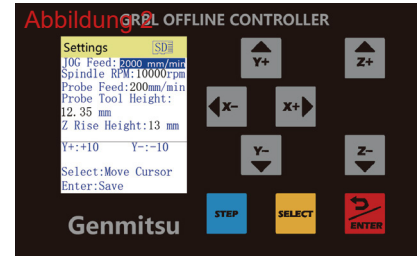 Abbildung 2
GRBL OFFLINE CONTROLLER
Settings SD
JOG Feed:2000 mm/min
Spindle RPM:10000rpm
Probe Feed:200mm/min
Probe Tool Height:
12.35 mm
Z Rise Height:13 mm
Y+:+10 Y-:-10
Select:Move Cursor
Enter:Save
Y+
Z+
X-
X+
Y-
Z-
STEP
SELECT
ENTER
Genmitsu